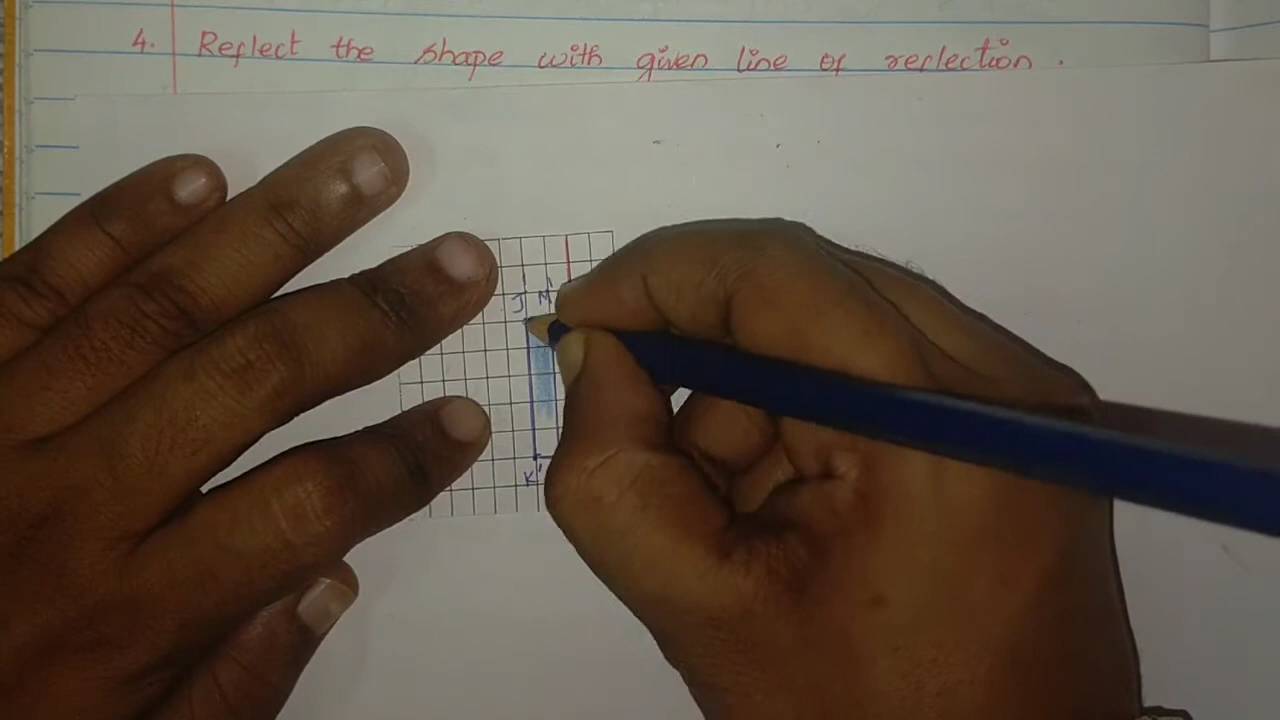 4. Reflect the shape with given line of reflection.
J' M'
K'